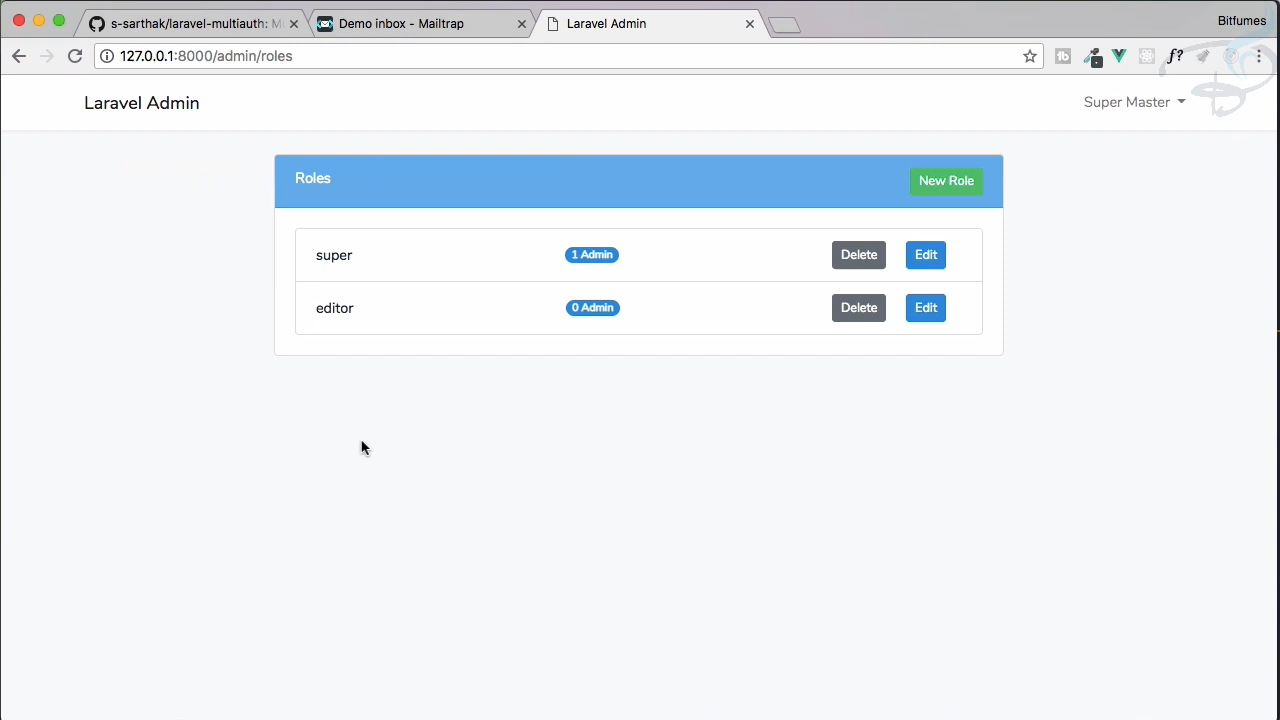 s-sarthak/laravel-multiauth: M
Demo inbox - Mailtrap
Laravel Admin
Bitfumes
127.0.0.1:8000/admin/roles
f?
Laravel Admin
Super Master
Roles
New Role
super
1 Admin
Delete
Edit
editor
0 Admin
Delete
Edit